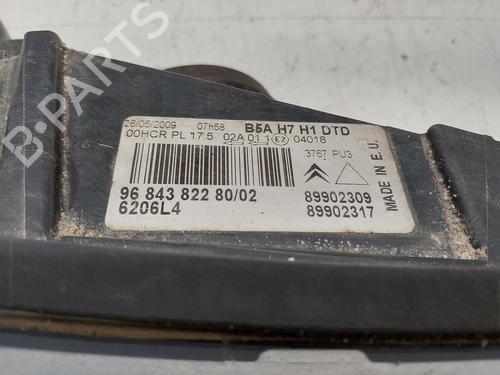 28/05/2009 07h58 B5A H7 H1 DTD
00HCR PL 17.5 02A 01 1 E2 04018
3767 PU3
MADE IN E.U.
96 843 822 80/02
89902309
6206L4
89902317
B-PARTS